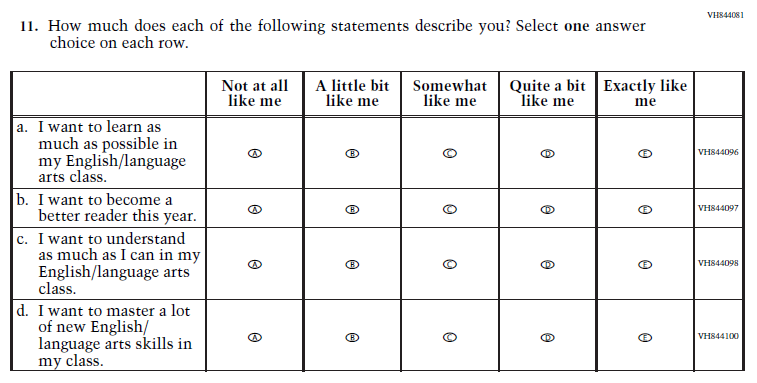 VH844081
11. How much does each of the following statements describe you? Select one answer
choice on each row.
Not at all like me
A little bit like me
Somewhat like me
Quite a bit like me
Exactly like me
a. I want to learn as
much as possible in
my English/language
arts class.
A B C D E VH844096
b. I want to become a
better reader this year.
A B C D E VH844097
c. I want to understand
as much as I can in my
English/language arts
class.
A B C D E VH844098
d. I want to master a lot
of new English/
language arts skills in
my class.
A B C D E VH844100